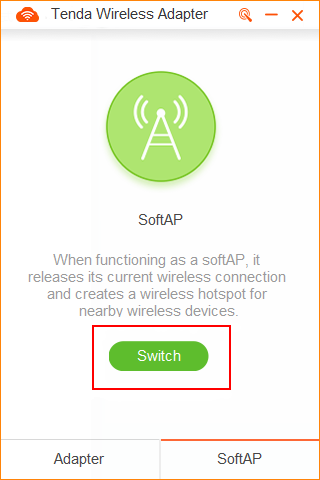 Tenda Wireless Adapter
SoftAP
When functioning as a softAP, it
releases its current wireless connection
and creates a wireless hotspot for
nearby wireless devices.
Switch
Adapter
SoftAP